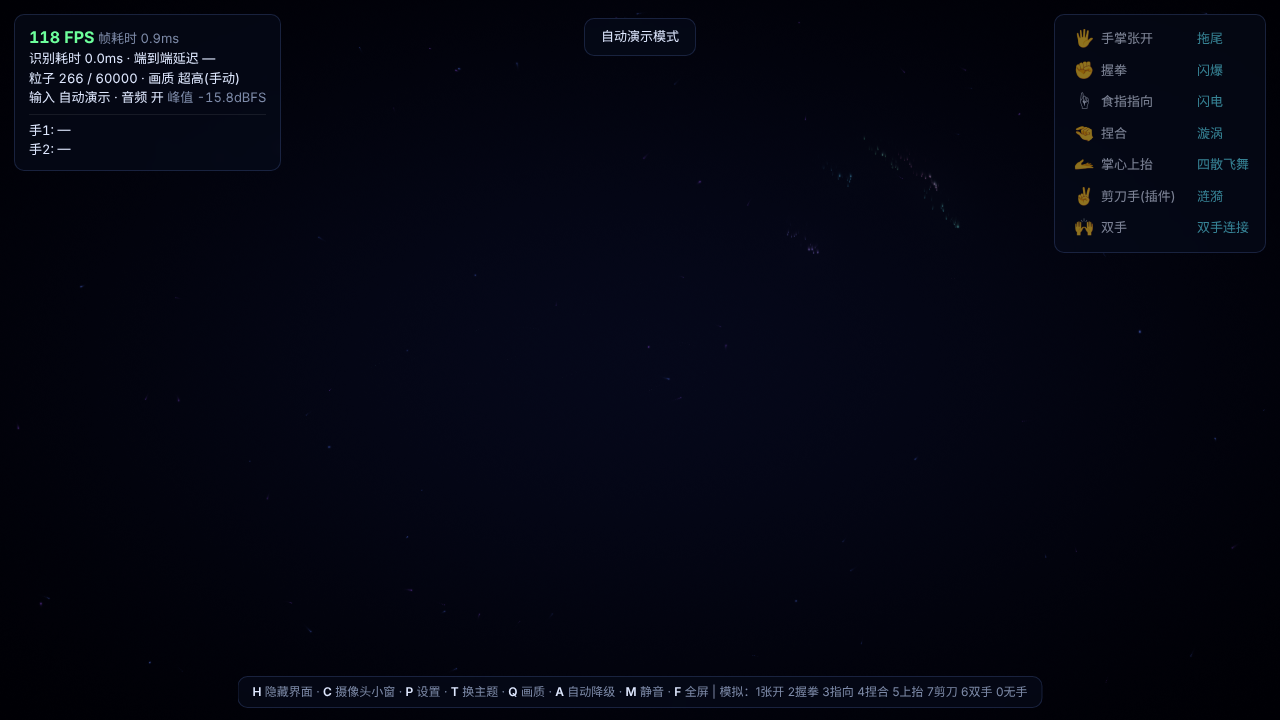 118 FPS 帧耗时 0.9ms
识别耗时 0.0ms · 端到端延迟 —
粒子 266 / 60000 · 画质 超高(手动)
输入 自动演示 · 音频 开 峰值 -15.8dBFS
手1: —
手2: —
自动演示模式
🖐 手掌张开 拖尾
✊ 握拳 闪爆
☝ 食指指向 闪电
🤏 捏合 漩涡
🫴 掌心上抬 四散飞舞
✌ 剪刀手(插件) 涟漪
🙌 双手 双手连接
H 隐藏界面 · C 摄像头小窗 · P 设置 · T 换主题 · Q 画质 · A 自动降级 · M 静音 · F 全屏 | 模拟：1张开 2握拳 3指向 4捏合 5上抬 7剪刀 6双手 0无手